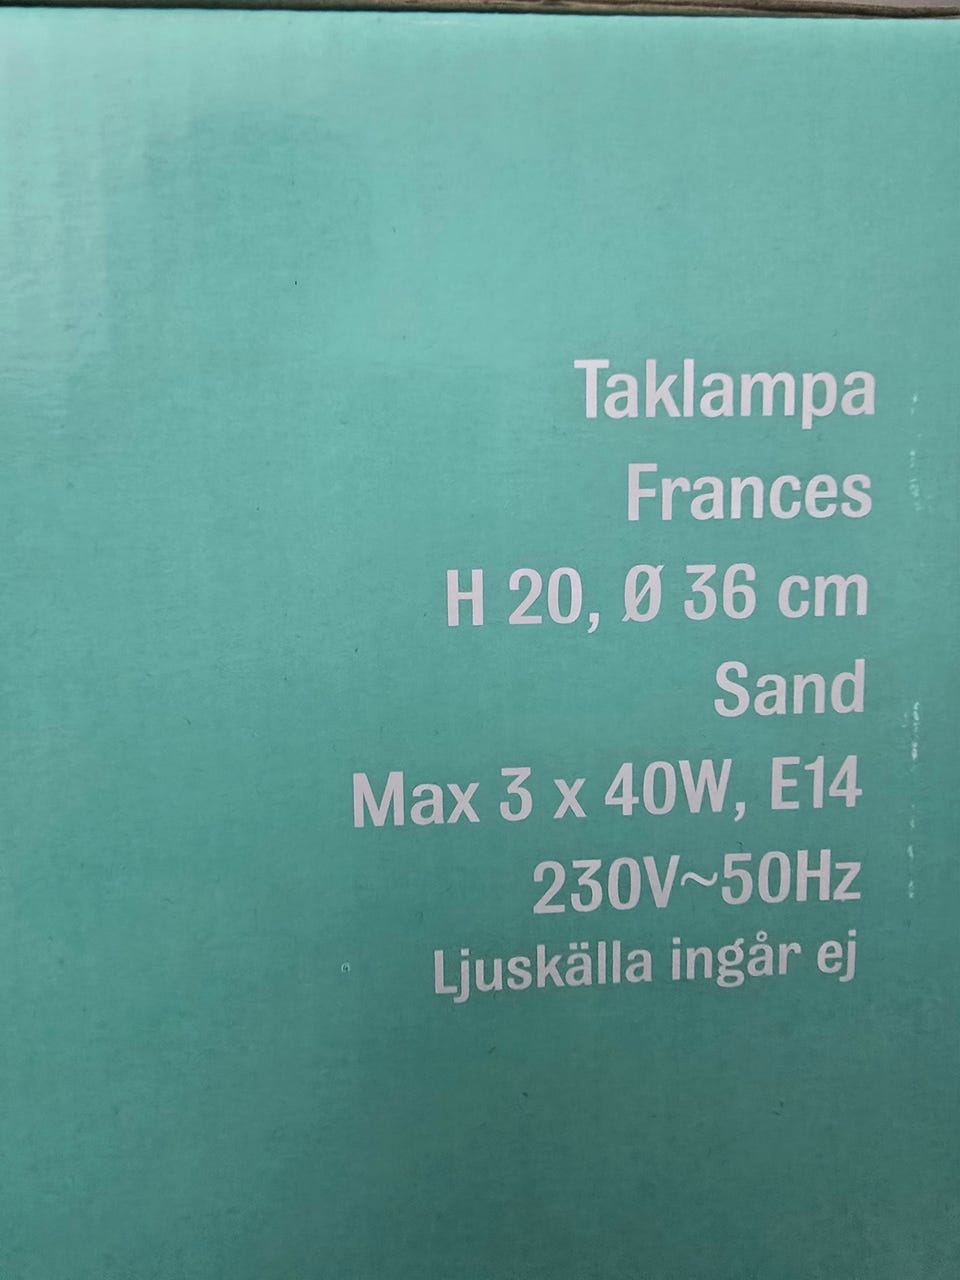 Taklampa
Frances
H 20, Ø 36 cm
Sand
Max 3 x 40W, E14
230V~50Hz
Ljuskälla ingår ej